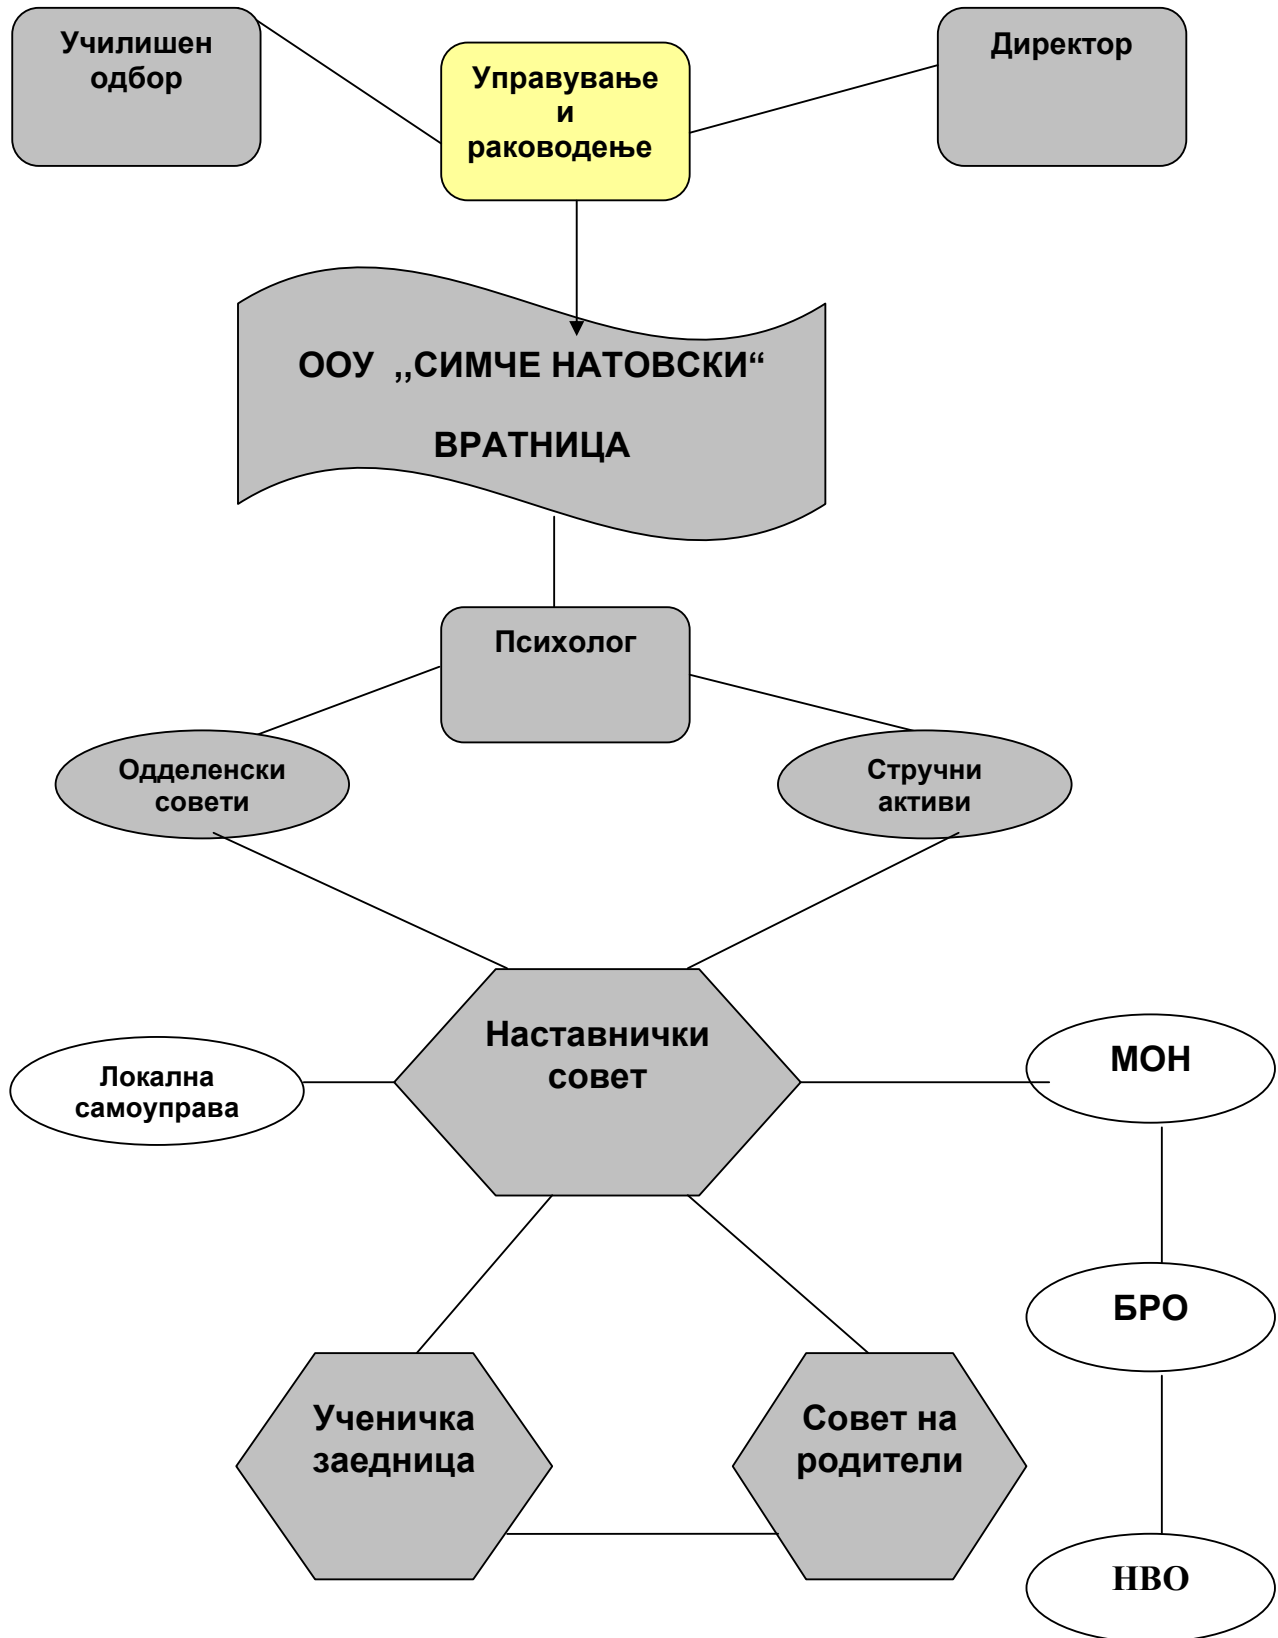 Училишен
одбор
Управување
и
раководење
Директор
ООУ ,,СИМЧЕ НАТОВСКИ“
ВРАТНИЦА
Психолог
Одделенски
совети
Стручни
активи
Наставнички
совет
Локална
самоуправа
МОН
БРО
Ученичка
заедница
Совет на
родители
НВО